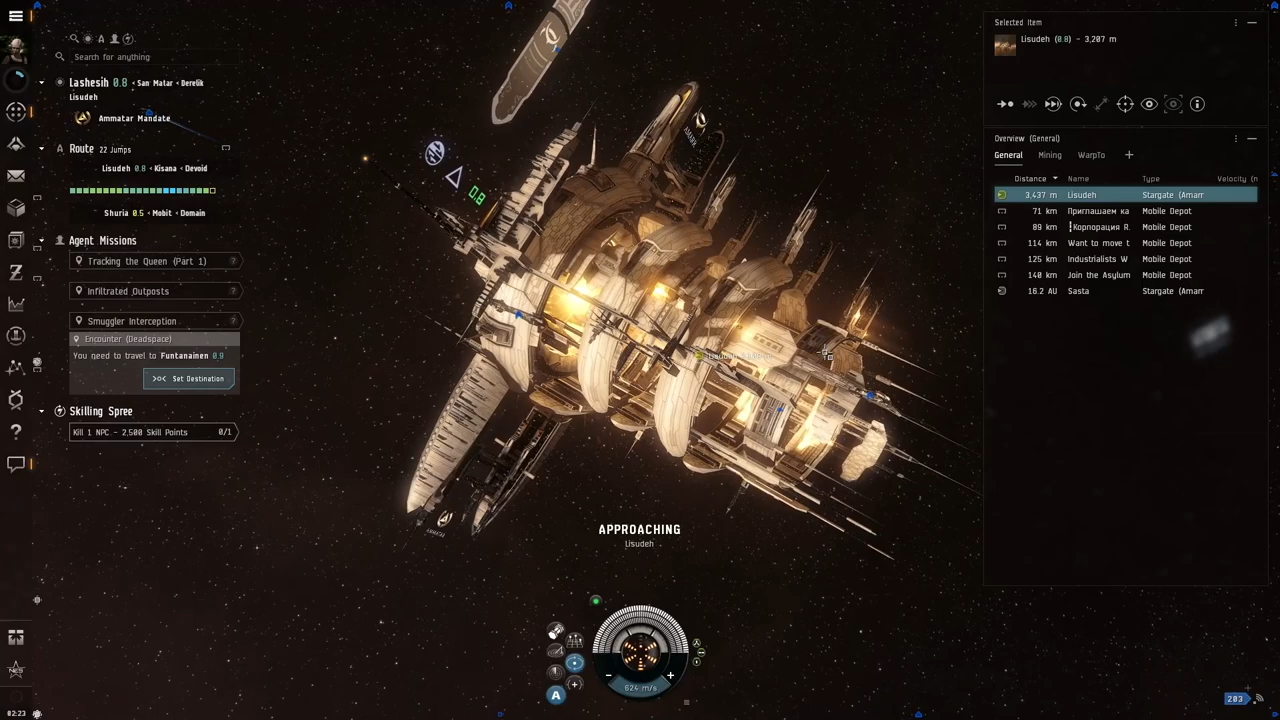 Search for anything
Lashesih 0.8 ‹ San Matar ‹ Derelik
Lisudeh
Ammatar Mandate
Route 22 Jumps
Lisudeh 0.8 ‹ Kisana ‹ Devoid
Shuria 0.5 ‹ Mobit ‹ Domain
Agent Missions
Tracking the Queen (Part 1)
Infiltrated Outposts
Smuggler Interception
Encounter (Deadspace)
You need to travel to Funtanainen 0.9
Set Destination
Skilling Spree
Kill 1 NPC - 2,500 Skill Points 0/1
02:23
0.8
APPROACHING
Lisudeh
624 m/s
A
Selected Item
Lisudeh (0.8) - 3,207 m
Overview (General)
General Mining WarpTo
Distance Name Type Velocity (m
3,437 m Lisudeh Stargate (Amarr
71 km Приглашаем ка Mobile Depot
89 km Корпорация R. Mobile Depot
114 km Want to move t Mobile Depot
125 km Industrialists W Mobile Depot
140 km Join the Asylum Mobile Depot
16.2 AU Sasta Stargate (Amarr
203